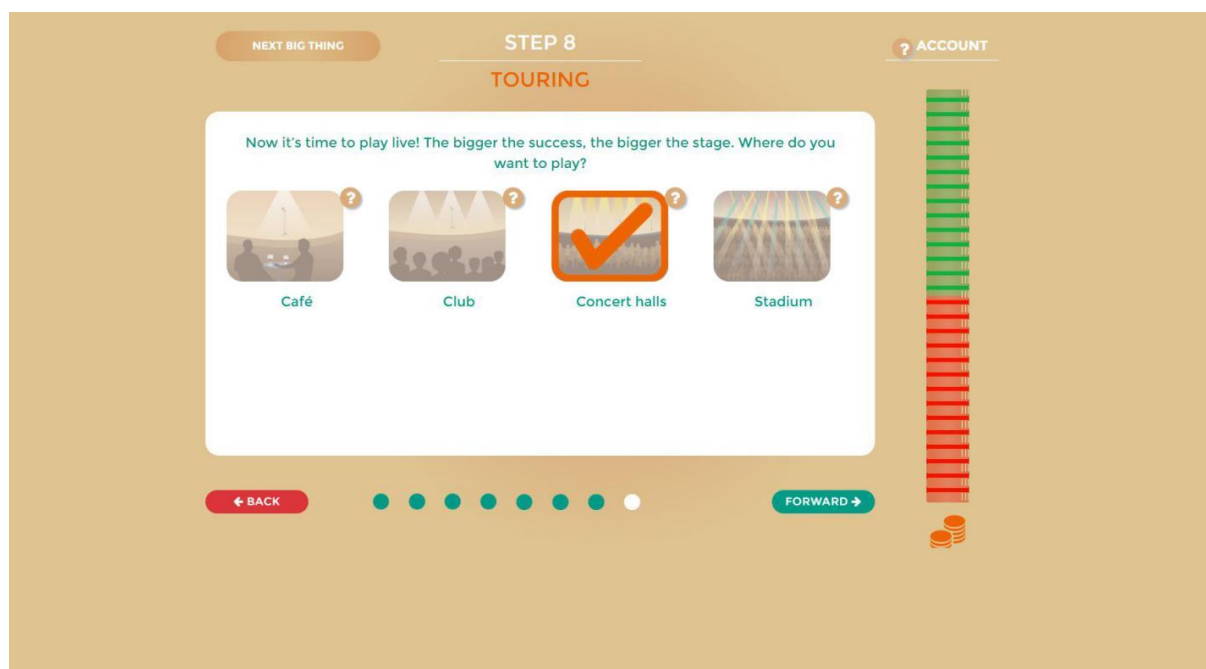 NEXT BIG THING
STEP 8
? ACCOUNT
TOURING
Now it's time to play live! The bigger the success, the bigger the stage. Where do you
want to play?
? ? ? ?
Café Club Concert halls Stadium
← BACK
FORWARD →